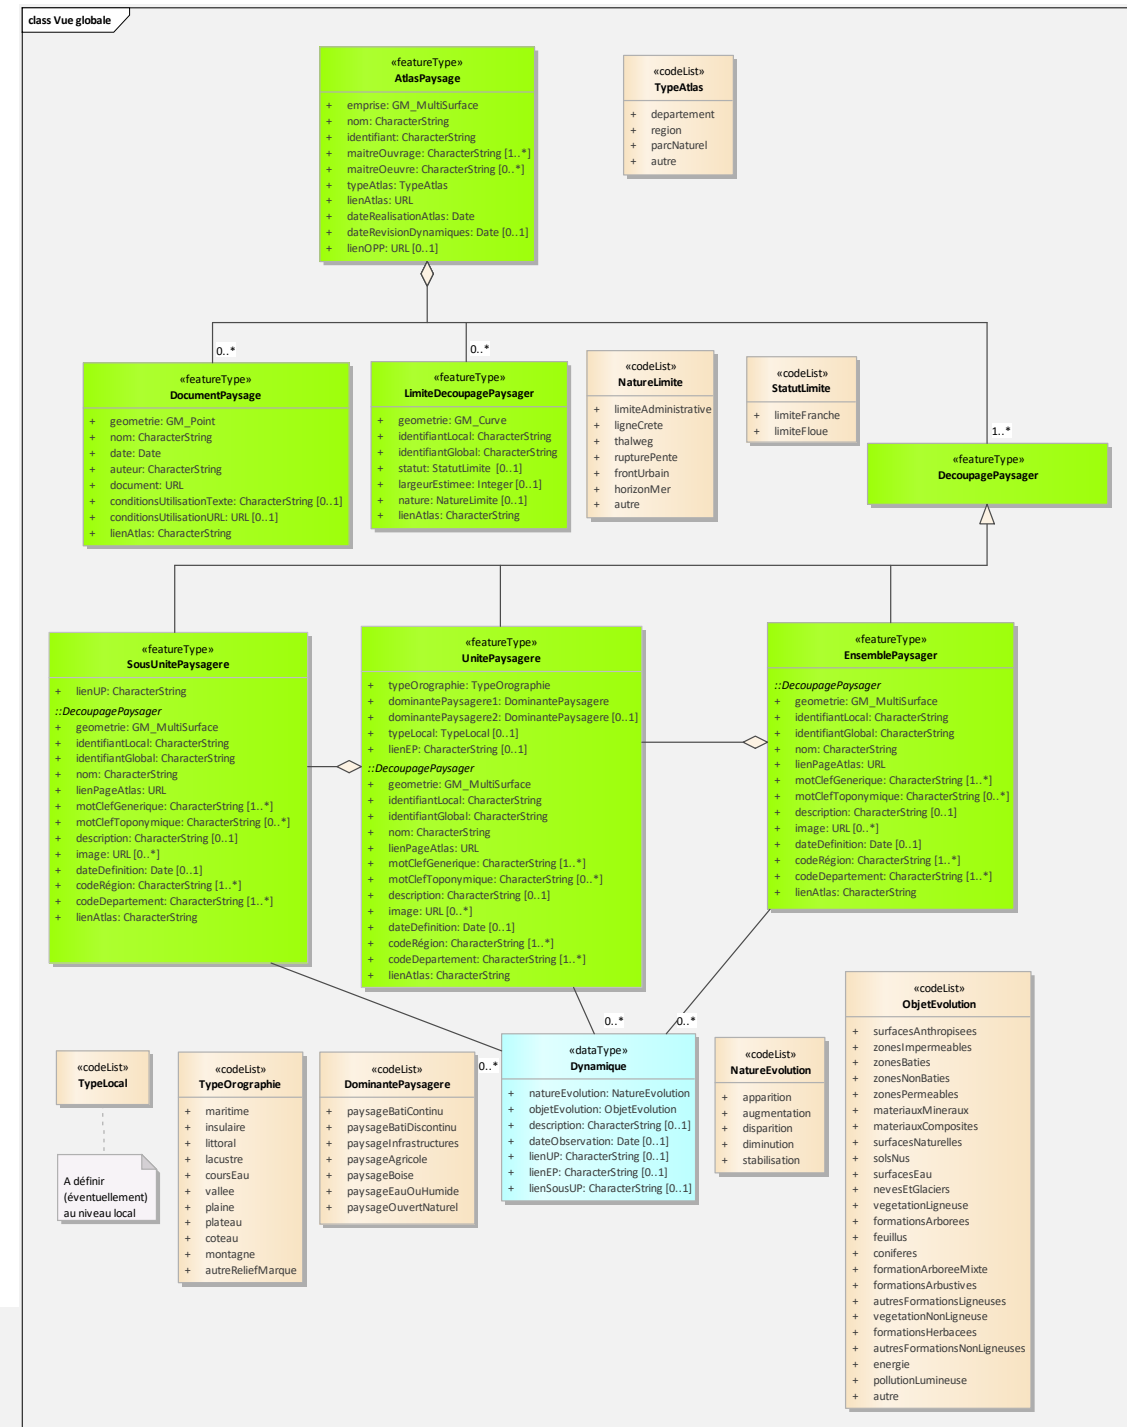 class Vue globale
«featureType»
AtlasPaysage
+ emprise: GM_MultiSurface
+ nom: CharacterString
+ identifiant: CharacterString
+ maitreOuvrage: CharacterString [1..*]
+ maitreOeuvre: CharacterString [0..*]
+ typeAtlas: TypeAtlas
+ lienAtlas: URL
+ dateRealisationAtlas: Date
+ dateRevisionDynamiques: Date [0..1]
+ lienOPP: URL [0..1]
«codeList»
TypeAtlas
+ departement
+ region
+ parcNaturel
+ autre
0..*
0..*
1..*
«featureType»
DocumentPaysage
+ geometrie: GM_Point
+ nom: CharacterString
+ date: Date
+ auteur: CharacterString
+ document: URL
+ conditionsUtilisationTexte: CharacterString [0..1]
+ conditionsUtilisationURL: URL [0..1]
+ lienAtlas: CharacterString
«featureType»
LimiteDecoupagePaysager
+ geometrie: GM_Curve
+ identifiantLocal: CharacterString
+ identifiantGlobal: CharacterString
+ statut: StatutLimite [0..1]
+ largeurEstimee: Integer [0..1]
+ nature: NatureLimite [0..1]
+ lienAtlas: CharacterString
«codeList»
NatureLimite
+ limiteAdministrative
+ ligneCrete
+ thalweg
+ rupturePente
+ frontUrbain
+ horizonMer
+ autre
«codeList»
StatutLimite
+ limiteFranche
+ limiteFloue
«featureType»
DecoupagePaysager
«featureType»
SousUnitePaysagere
+ lienUP: CharacterString
::DecoupagePaysager
+ geometrie: GM_MultiSurface
+ identifiantLocal: CharacterString
+ identifiantGlobal: CharacterString
+ nom: CharacterString
+ lienPageAtlas: URL
+ motClefGenerique: CharacterString [1..*]
+ motClefToponymique: CharacterString [0..*]
+ description: CharacterString [0..1]
+ image: URL [0..*]
+ dateDefinition: Date [0..1]
+ codeRégion: CharacterString [1..*]
+ codeDepartement: CharacterString [1..*]
+ lienAtlas: CharacterString
«featureType»
UnitePaysagere
+ typeOrographie: TypeOrographie
+ dominantePaysagere1: DominantePaysagere
+ dominantePaysagere2: DominantePaysagere [0..1]
+ typeLocal: TypeLocal [0..1]
+ lienEP: CharacterString [0..1]
::DecoupagePaysager
+ geometrie: GM_MultiSurface
+ identifiantLocal: CharacterString
+ identifiantGlobal: CharacterString
+ nom: CharacterString
+ lienPageAtlas: URL
+ motClefGenerique: CharacterString [1..*]
+ motClefToponymique: CharacterString [0..*]
+ description: CharacterString [0..1]
+ image: URL [0..*]
+ dateDefinition: Date [0..1]
+ codeRégion: CharacterString [1..*]
+ codeDepartement: CharacterString [1..*]
+ lienAtlas: CharacterString
«featureType»
EnsemblePaysager
::DecoupagePaysager
+ geometrie: GM_MultiSurface
+ identifiantLocal: CharacterString
+ identifiantGlobal: CharacterString
+ nom: CharacterString
+ lienPageAtlas: URL
+ motClefGenerique: CharacterString [1..*]
+ motClefToponymique: CharacterString [0..*]
+ description: CharacterString [0..1]
+ image: URL [0..*]
+ dateDefinition: Date [0..1]
+ codeRégion: CharacterString [1..*]
+ codeDepartement: CharacterString [1..*]
+ lienAtlas: CharacterString
0..*
0..*
0..*
«codeList»
TypeLocal
A définir
(éventuellement)
au niveau local
«codeList»
TypeOrographie
+ maritime
+ insulaire
+ littoral
+ lacustre
+ coursEau
+ vallee
+ plaine
+ plateau
+ coteau
+ montagne
+ autreReliefMarque
«codeList»
DominantePaysagere
+ paysageBatiContinu
+ paysageBatiDiscontinu
+ paysageInfrastructures
+ paysageAgricole
+ paysageBoise
+ paysageEauOuHumide
+ paysageOuvertNaturel
«dataType»
Dynamique
+ natureEvolution: NatureEvolution
+ objetEvolution: ObjetEvolution
+ description: CharacterString [0..1]
+ dateObservation: Date [0..1]
+ lienUP: CharacterString [0..1]
+ lienEP: CharacterString [0..1]
+ lienSousUP: CharacterString [0..1]
«codeList»
NatureEvolution
+ apparition
+ augmentation
+ disparition
+ diminution
+ stabilisation
«codeList»
ObjetEvolution
+ surfacesAnthropisees
+ zonesImpermeables
+ zonesBaties
+ zonesNonBaties
+ zonesPermeables
+ materiauxMineraux
+ materiauxComposites
+ surfacesNaturelles
+ solsNus
+ surfacesEau
+ nevesEtGlaciers
+ vegetationLigneuse
+ formationsArborees
+ feuillus
+ coniferes
+ formationArboreeMixte
+ formationsArbustives
+ autresFormationsLigneuses
+ vegetationNonLigneuse
+ formationsHerbacees
+ autresFormationsNonLigneuses
+ energie
+ pollutionLumineuse
+ autre